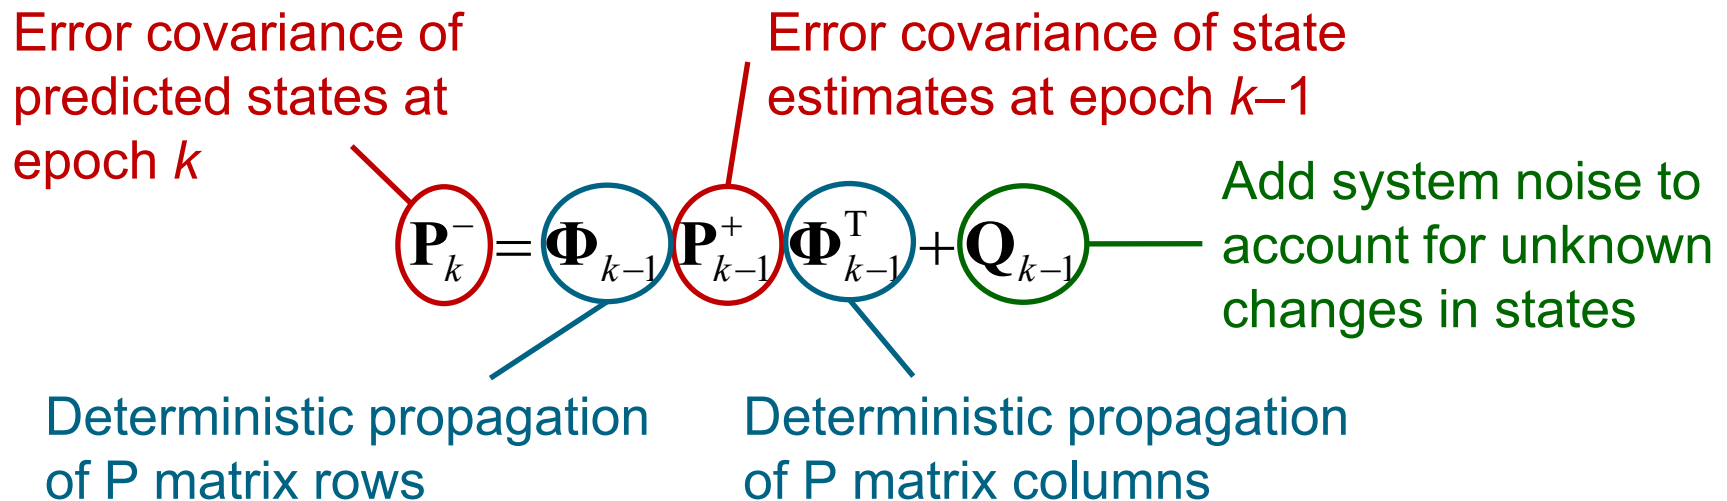 Error covariance of
predicted states at
epoch k
Error covariance of state
estimates at epoch k–1
P⁻ₖ = Φₖ₋₁ P⁺ₖ₋₁ Φᵀₖ₋₁ + Qₖ₋₁
Add system noise to
account for unknown
changes in states
Deterministic propagation
of P matrix rows
Deterministic propagation
of P matrix columns